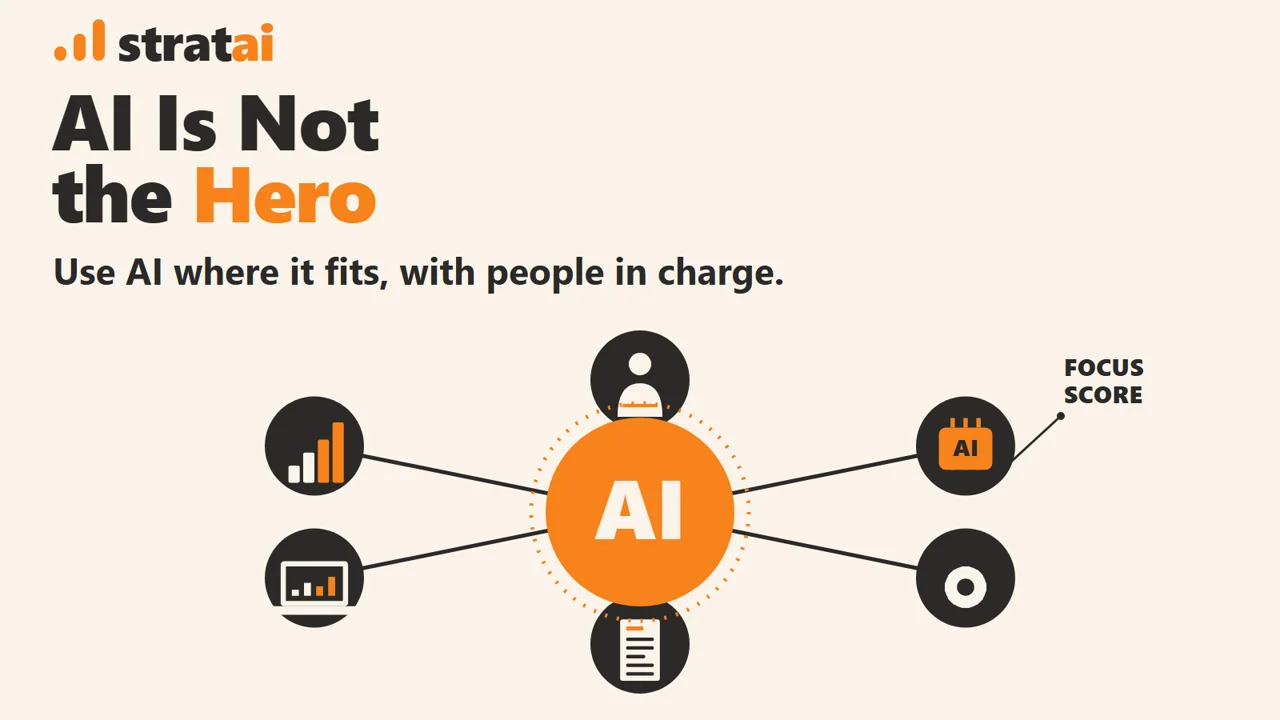 stratai
AI Is Not
the Hero
Use AI where it fits, with people in charge.
FOCUS
SCORE
AI
AI